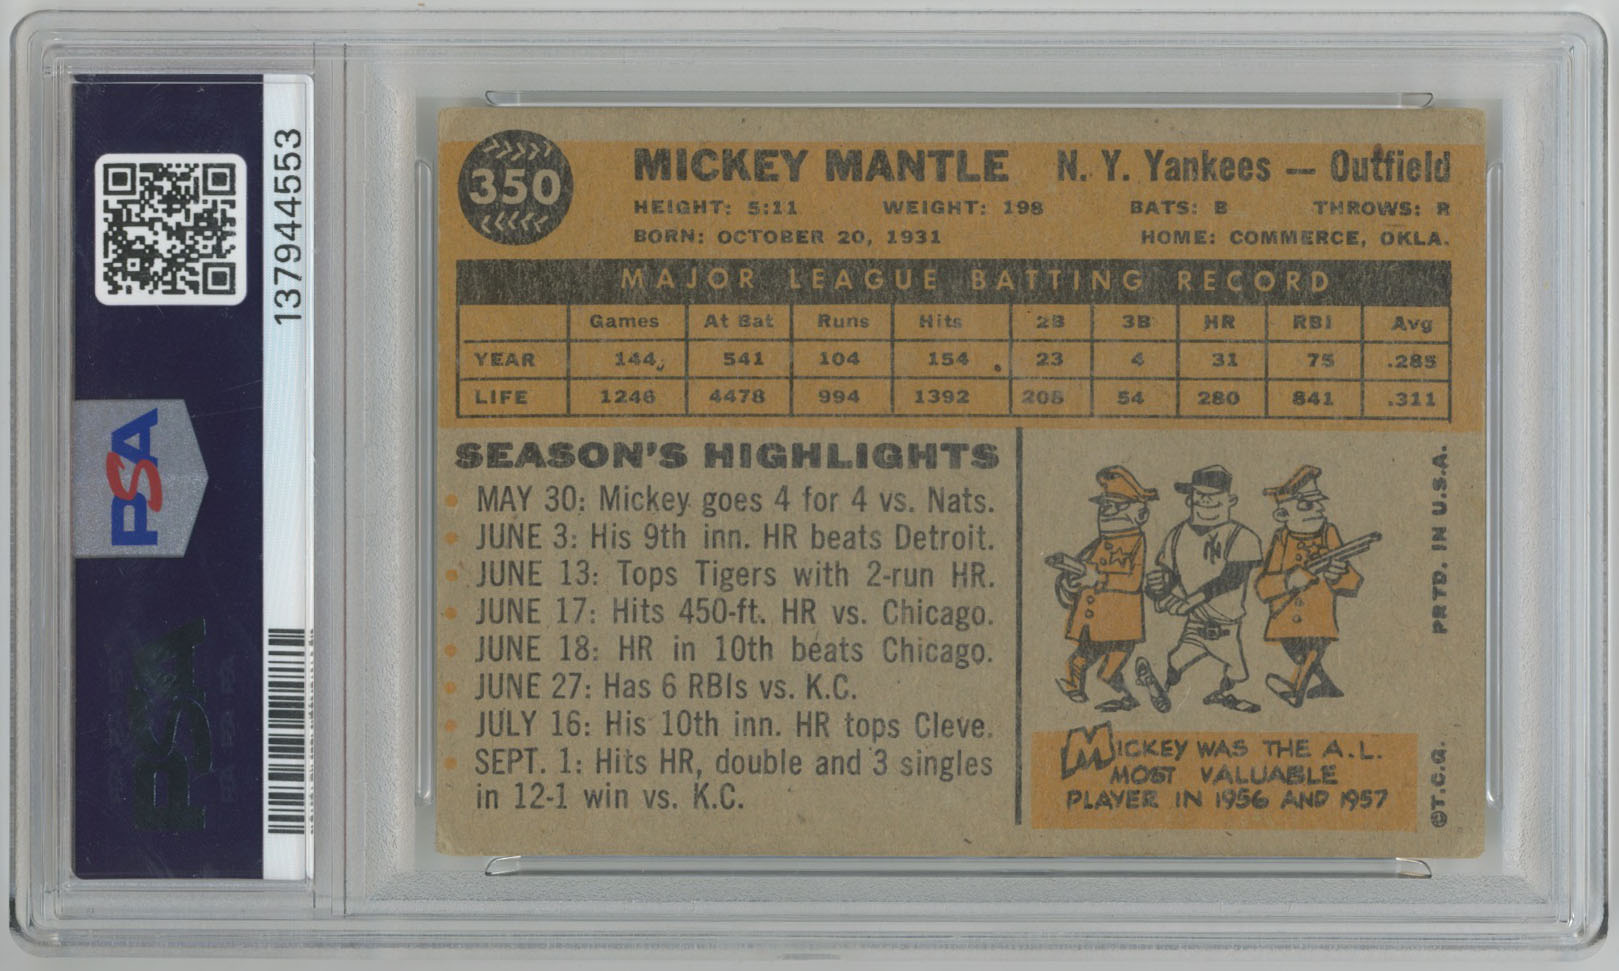 137944553
PSA
PSA
350
MICKEY MANTLE N. Y. Yankees — Outfield
HEIGHT: 5:11 WEIGHT: 198 BATS: B THROWS: R
BORN: OCTOBER 20, 1931 HOME: COMMERCE, OKLA.
MAJOR LEAGUE BATTING RECORD
Games At Bat Runs Hits 2B 3B HR RBI Avg
YEAR 144 541 104 154 23 4 31 75 .285
LIFE 1246 4478 994 1392 208 54 280 841 .311
SEASON'S HIGHLIGHTS
MAY 30: Mickey goes 4 for 4 vs. Nats.
JUNE 3: His 9th inn. HR beats Detroit.
JUNE 13: Tops Tigers with 2-run HR.
JUNE 17: Hits 450-ft. HR vs. Chicago.
JUNE 18: HR in 10th beats Chicago.
JUNE 27: Has 6 RBIs vs. K.C.
JULY 16: His 10th inn. HR tops Cleve.
SEPT. 1: Hits HR, double and 3 singles
in 12-1 win vs. K.C.
NY
MICKEY WAS THE A.L.
MOST VALUABLE
PLAYER IN 1956 AND 1957
©T.C.G. PRTD. IN U.S.A.